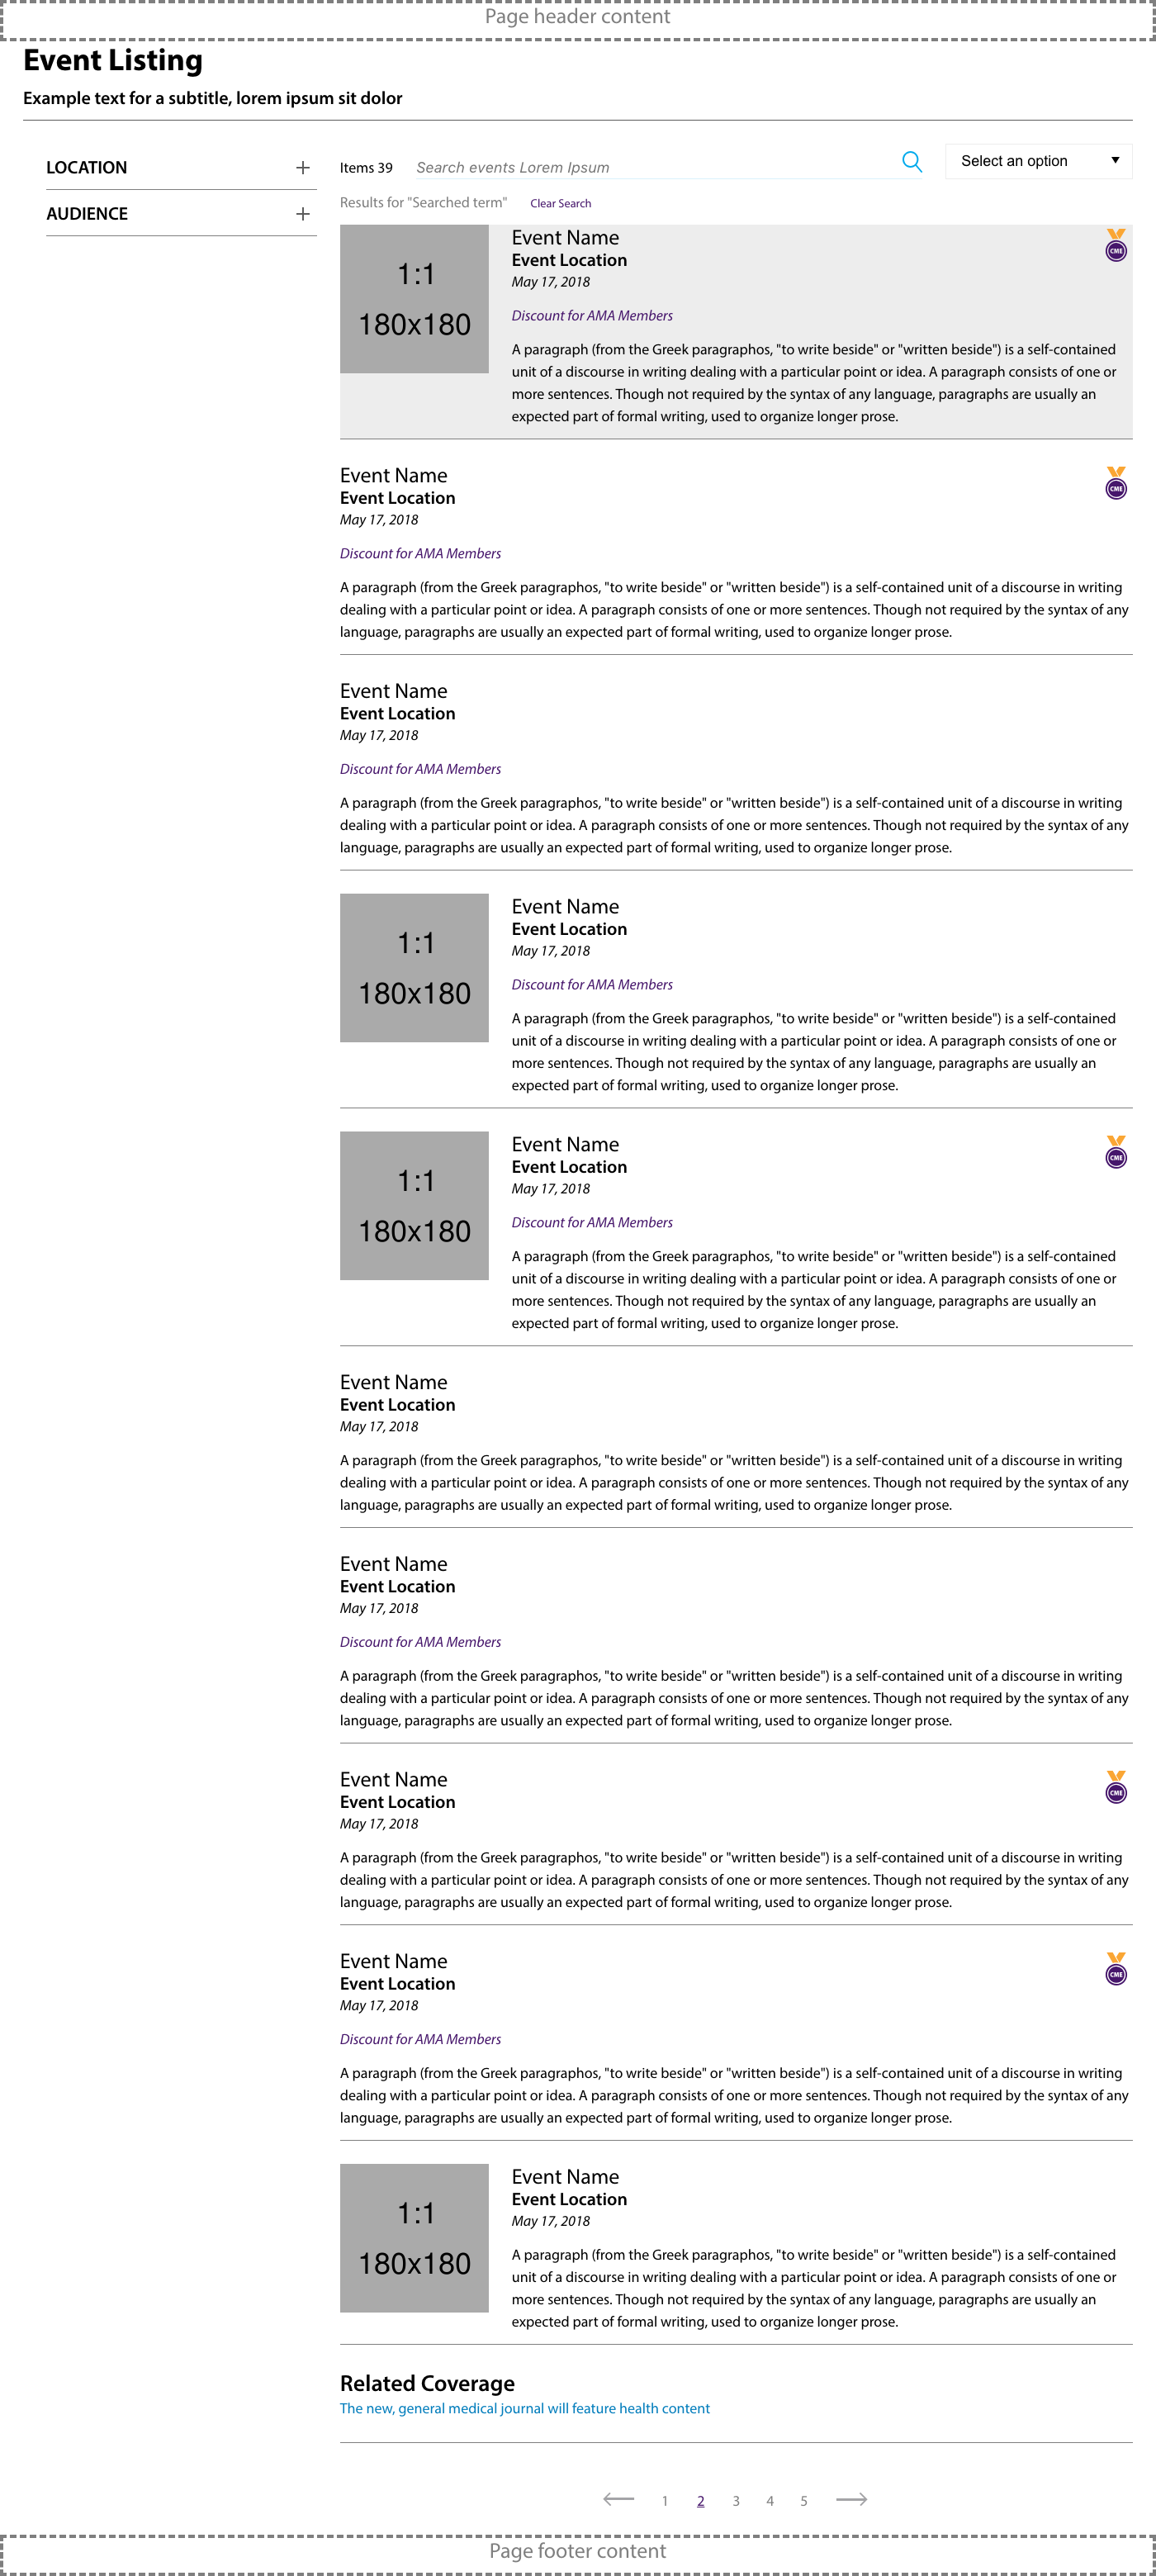 Page header content
Event Listing
Example text for a subtitle, lorem ipsum sit dolor
LOCATION
AUDIENCE
Items 39
Search events Lorem Ipsum
Select an option
Results for "Searched term"
Clear Search
1:1
180x180
Event Name
Event Location
May 17, 2018
CME
Discount for AMA Members
A paragraph (from the Greek paragraphos, "to write beside" or "written beside") is a self-contained
unit of a discourse in writing dealing with a particular point or idea. A paragraph consists of one or
more sentences. Though not required by the syntax of any language, paragraphs are usually an
expected part of formal writing, used to organize longer prose.
Event Name
Event Location
May 17, 2018
CME
Discount for AMA Members
A paragraph (from the Greek paragraphos, "to write beside" or "written beside") is a self-contained unit of a discourse in writing
dealing with a particular point or idea. A paragraph consists of one or more sentences. Though not required by the syntax of any
language, paragraphs are usually an expected part of formal writing, used to organize longer prose.
Event Name
Event Location
May 17, 2018
Discount for AMA Members
A paragraph (from the Greek paragraphos, "to write beside" or "written beside") is a self-contained unit of a discourse in writing
dealing with a particular point or idea. A paragraph consists of one or more sentences. Though not required by the syntax of any
language, paragraphs are usually an expected part of formal writing, used to organize longer prose.
1:1
180x180
Event Name
Event Location
May 17, 2018
Discount for AMA Members
A paragraph (from the Greek paragraphos, "to write beside" or "written beside") is a self-contained
unit of a discourse in writing dealing with a particular point or idea. A paragraph consists of one or
more sentences. Though not required by the syntax of any language, paragraphs are usually an
expected part of formal writing, used to organize longer prose.
1:1
180x180
Event Name
Event Location
May 17, 2018
CME
Discount for AMA Members
A paragraph (from the Greek paragraphos, "to write beside" or "written beside") is a self-contained
unit of a discourse in writing dealing with a particular point or idea. A paragraph consists of one or
more sentences. Though not required by the syntax of any language, paragraphs are usually an
expected part of formal writing, used to organize longer prose.
Event Name
Event Location
May 17, 2018
A paragraph (from the Greek paragraphos, "to write beside" or "written beside") is a self-contained unit of a discourse in writing
dealing with a particular point or idea. A paragraph consists of one or more sentences. Though not required by the syntax of any
language, paragraphs are usually an expected part of formal writing, used to organize longer prose.
Event Name
Event Location
May 17, 2018
Discount for AMA Members
A paragraph (from the Greek paragraphos, "to write beside" or "written beside") is a self-contained unit of a discourse in writing
dealing with a particular point or idea. A paragraph consists of one or more sentences. Though not required by the syntax of any
language, paragraphs are usually an expected part of formal writing, used to organize longer prose.
Event Name
Event Location
May 17, 2018
CME
A paragraph (from the Greek paragraphos, "to write beside" or "written beside") is a self-contained unit of a discourse in writing
dealing with a particular point or idea. A paragraph consists of one or more sentences. Though not required by the syntax of any
language, paragraphs are usually an expected part of formal writing, used to organize longer prose.
Event Name
Event Location
May 17, 2018
CME
Discount for AMA Members
A paragraph (from the Greek paragraphos, "to write beside" or "written beside") is a self-contained unit of a discourse in writing
dealing with a particular point or idea. A paragraph consists of one or more sentences. Though not required by the syntax of any
language, paragraphs are usually an expected part of formal writing, used to organize longer prose.
1:1
180x180
Event Name
Event Location
May 17, 2018
A paragraph (from the Greek paragraphos, "to write beside" or "written beside") is a self-contained
unit of a discourse in writing dealing with a particular point or idea. A paragraph consists of one or
more sentences. Though not required by the syntax of any language, paragraphs are usually an
expected part of formal writing, used to organize longer prose.
Related Coverage
The new, general medical journal will feature health content
1 2 3 4 5
Page footer content